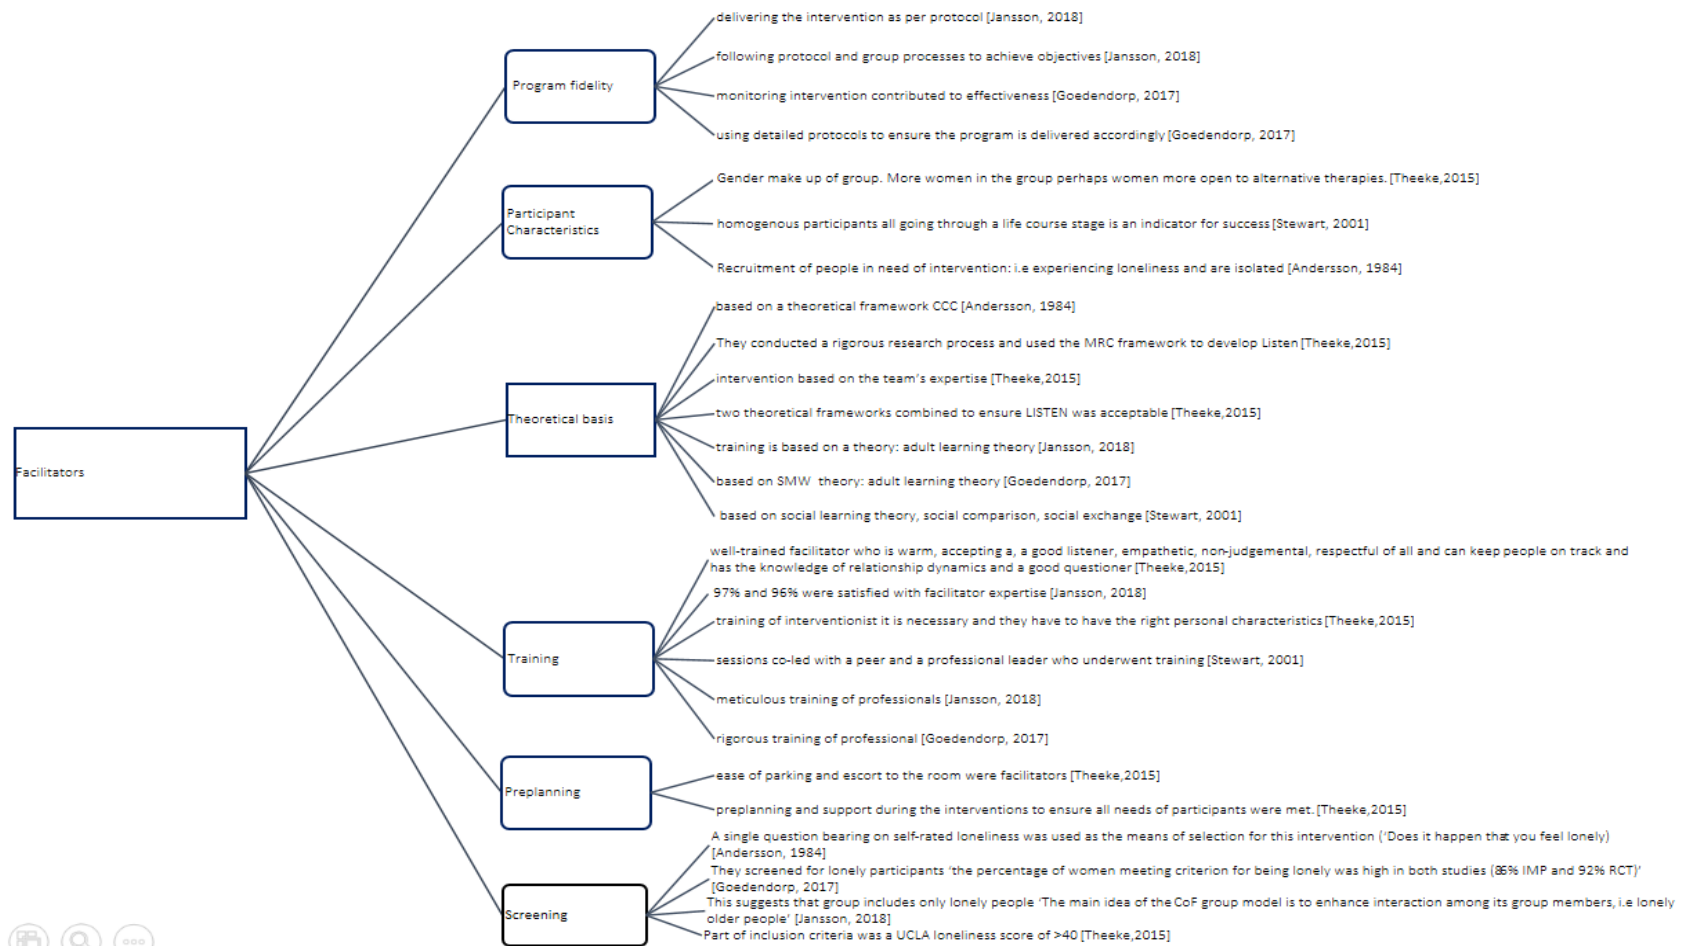 Facilitators
Program fidelity
delivering the intervention as per protocol [Jansson, 2018]
following protocol and group processes to achieve objectives [Jansson, 2018]
monitoring intervention contributed to effectiveness [Goedendorp, 2017]
using detailed protocols to ensure the program is delivered accordingly [Goedendorp, 2017]
Participant
Characteristics
Gender make up of group. More women in the group perhaps women more open to alternative therapies. [Theeke,2015]
homogenous participants all going through a life course stage is an indicator for success [Stewart, 2001]
Recruitment of people in need of intervention: i.e experiencing loneliness and are isolated [Andersson, 1984]
Theoretical basis
based on a theoretical framework CCC [Andersson, 1984]
They conducted a rigorous research process and used the MRC framework to develop Listen [Theeke,2015]
intervention based on the team's expertise [Theeke,2015]
two theoretical frameworks combined to ensure LISTEN was acceptable [Theeke,2015]
training is based on a theory: adult learning theory [Jansson, 2018]
based on SMW theory: adult learning theory [Goedendorp, 2017]
based on social learning theory, social comparison, social exchange [Stewart, 2001]
Training
well-trained facilitator who is warm, accepting a, a good listener, empathetic, non-judgemental, respectful of all and can keep people on track and
has the knowledge of relationship dynamics and a good questioner [Theeke,2015]
97% and 96% were satisfied with facilitator expertise [Jansson, 2018]
training of interventionist it is necessary and they have to have the right personal characteristics [Theeke,2015]
sessions co-led with a peer and a professional leader who underwent training [Stewart, 2001]
meticulous training of professionals [Jansson, 2018]
rigorous training of professional [Goedendorp, 2017]
Preplanning
ease of parking and escort to the room were facilitators [Theeke,2015]
preplanning and support during the interventions to ensure all needs of participants were met. [Theeke,2015]
Screening
A single question bearing on self-rated loneliness was used as the means of selection for this intervention ('Does it happen that you feel lonely)
[Andersson, 1984]
They screened for lonely participants 'the percentage of women meeting criterion for being lonely was high in both studies (86% IMP and 92% RCT)'
[Goedendorp, 2017]
This suggests that group includes only lonely people 'The main idea of the CoF group model is to enhance interaction among its group members, i.e lonely
older people' [Jansson, 2018]
Part of inclusion criteria was a UCLA loneliness score of >40 [Theeke,2015]